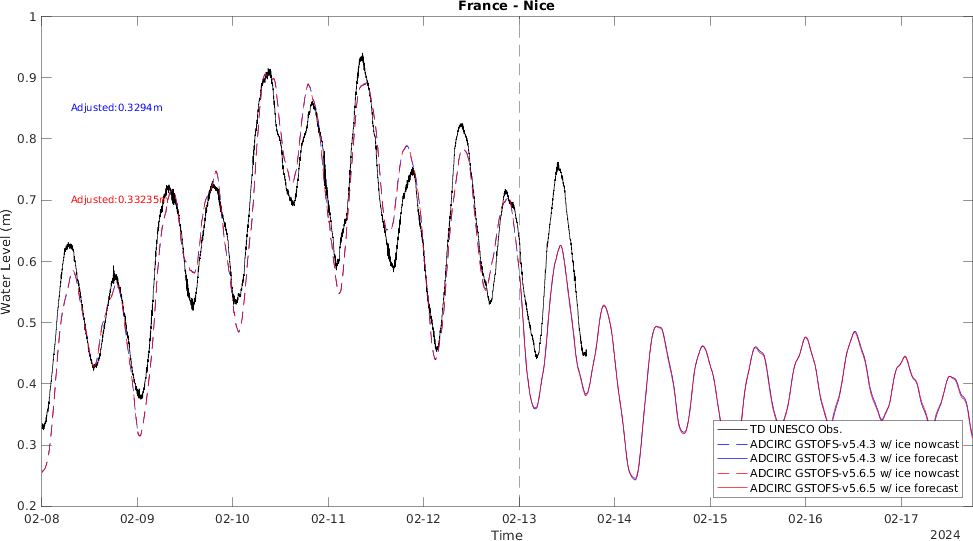 France - Nice
1
0.9
0.8
0.7
0.6
0.5
0.4
0.3
0.2
Water Level (m)
Adjusted:0.3294m
Adjusted:0.33235m
TD UNESCO Obs.
ADCIRC GSTOFS-v5.4.3 w/ ice nowcast
ADCIRC GSTOFS-v5.4.3 w/ ice forecast
ADCIRC GSTOFS-v5.6.5 w/ ice nowcast
ADCIRC GSTOFS-v5.6.5 w/ ice forecast
02-08 02-09 02-10 02-11 02-12 02-13 02-14 02-15 02-16 02-17
Time
2024